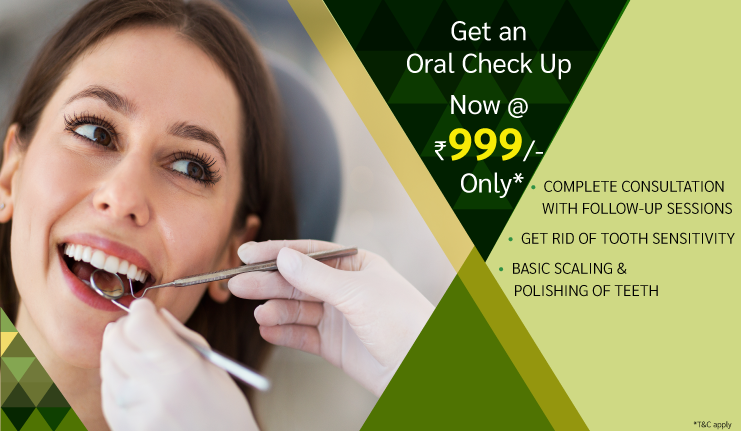 Get an
Oral Check Up
Now @
₹999/-
Only*
• COMPLETE CONSULTATION
WITH FOLLOW-UP SESSIONS
• GET RID OF TOOTH SENSITIVITY
• BASIC SCALING &
POLISHING OF TEETH
*T&C apply